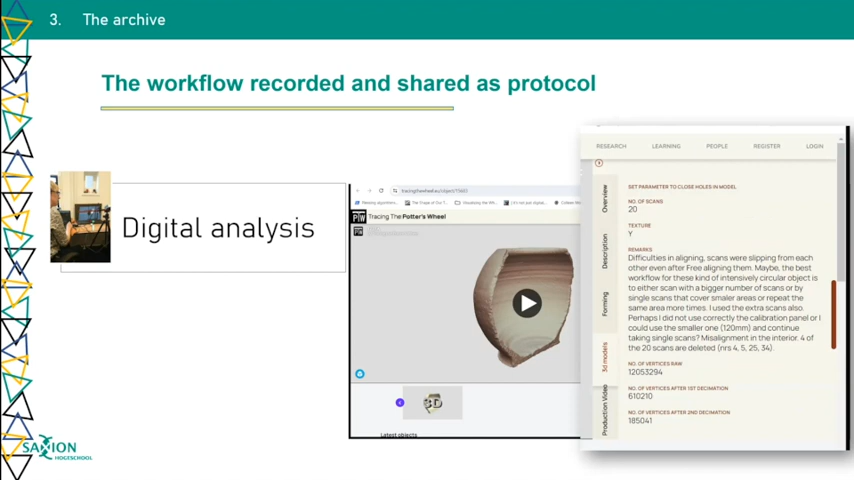 3. The archive
The workflow recorded and shared as protocol
Digital analysis
Tracing The Potter's Wheel
PTW
PTW
3D
Latest objects
RESEARCH LEARNING PEOPLE REGISTER LOGIN
Overview
Description
Forming
3d models
Production Video
SET PARAMETER TO CLOSE HOLES IN MODEL
NO. OF SCANS
20
TEXTURE
Y
REMARKS
Difficulties in aligning, scans were slipping from each
other even after Free aligning them. Maybe, the best
workflow for these kind of intensively circular object is
to either scan with a bigger number of scans or by
single scans that cover smaler areas or repeat the
same area more times. I used the extra scans also.
Perhaps I did not use correctly the calibration panel or I
could use the smaller one (120mm) and continue
taking single scans? Misalignment in the interior. 4 of
the 20 scans are deleted (nrs 4, 5, 25, 34).
NO. OF VERTICES RAW
12053294
NO. OF VERTICES AFTER 1ST DECIMATION
610210
NO. OF VERTICES AFTER 2ND DECIMATION
185041
SAXION
HOGESCHOOL